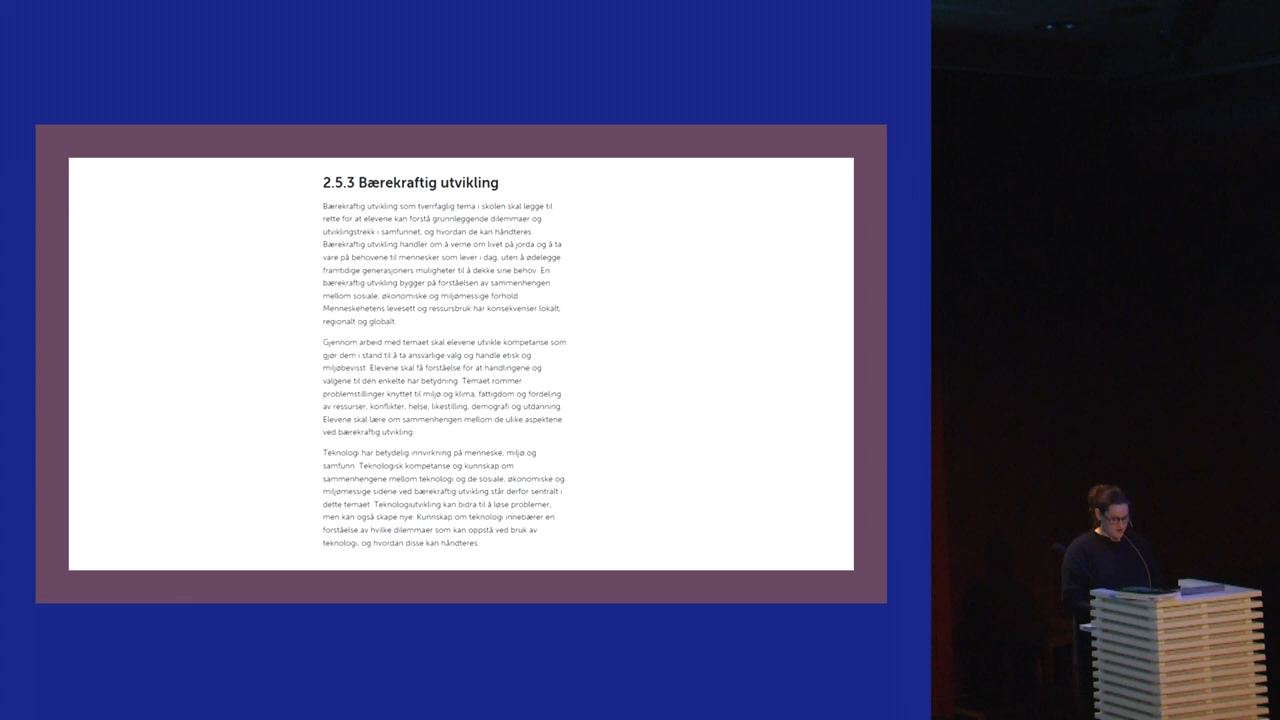 2.5.3 Bærekraftig utvikling
Bærekraftig utvikling som tverrfaglig tema i skolen skal legge til
rette for at elevene kan forstå grunnleggende dilemmaer og
utviklingstrekk i samfunnet, og hvordan de kan håndteres.
Bærekraftig utvikling handler om å verne om livet på jorda og å ta
vare på behovene til mennesker som lever i dag, uten å ødelegge
framtidige generasjoners muligheter til å dekke sine behov. En
bærekraftig utvikling bygger på forståelsen av sammenhengen
mellom sosiale, økonomiske og miljømessige forhold.
Menneskehetens levesett og ressursbruk har konsekvenser lokalt,
regionalt og globalt.
Gjennom arbeid med temaet skal elevene utvikle kompetanse som
gjør dem i stand til å ta ansvarlige valg og handle etisk og
miljøbevisst. Elevene skal få forståelse for at handlingene og
valgene til den enkelte har betydning. Temaet rommer
problemstillinger knyttet til miljø og klima, fattigdom og fordeling
av ressurser, konflikter, helse, likestilling, demografi og utdanning.
Elevene skal lære om sammenhengen mellom de ulike aspektene
ved bærekraftig utvikling.
Teknologi har betydelig innvirkning på menneske, miljø og
samfunn. Teknologisk kompetanse og kunnskap om
sammenhengene mellom teknologi og de sosiale, økonomiske og
miljømessige sidene ved bærekraftig utvikling står derfor sentralt i
dette temaet. Teknologiutvikling kan bidra til å løse problemer,
men kan også skape nye. Kunnskap om teknologi innebærer en
forståelse av hvilke dilemmaer som kan oppstå ved bruk av
teknologi, og hvordan disse kan håndteres.